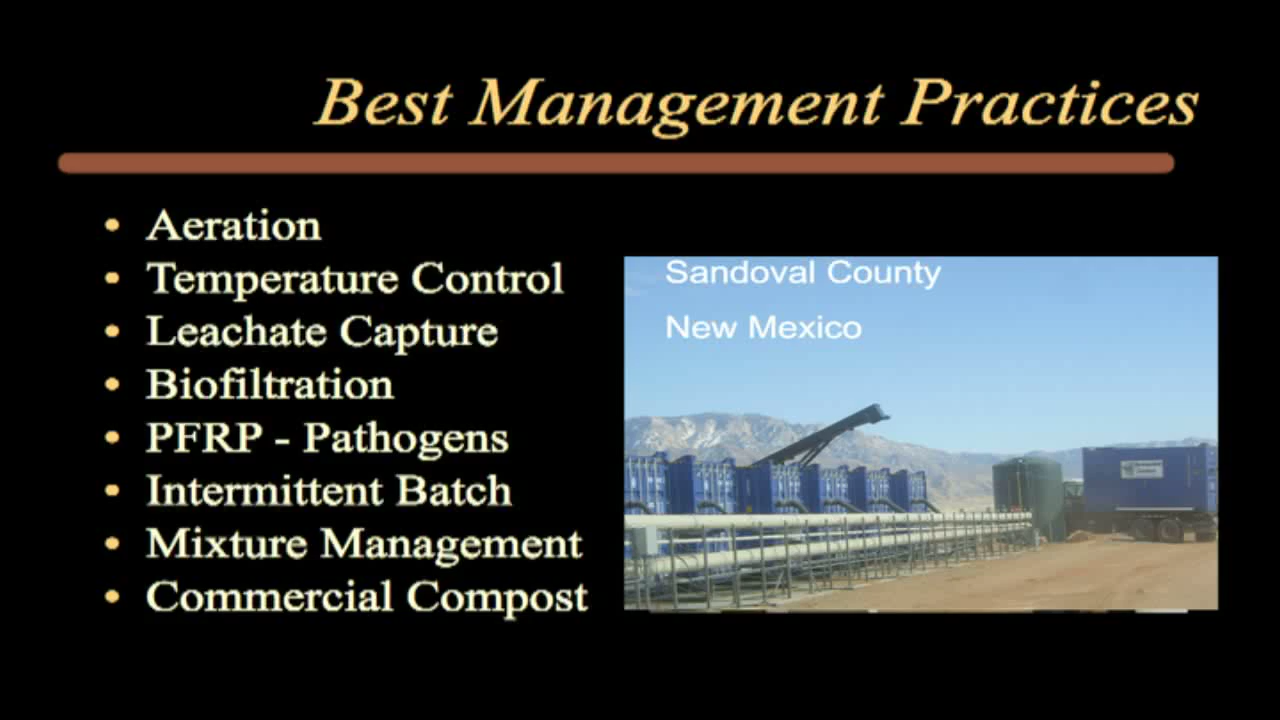 Best Management Practices
• Aeration
• Temperature Control
• Leachate Capture
• Biofiltration
• PFRP - Pathogens
• Intermittent Batch
• Mixture Management
• Commercial Compost
Sandoval County
New Mexico